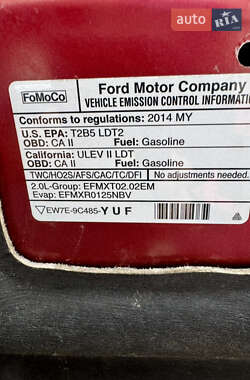 AUTO.RIA.com
FoMoCo
Ford Motor Company
VEHICLE EMISSION CONTROL INFORMATI
Conforms to regulations: 2014 MY
U.S. EPA: T2B5 LDT2
OBD: CA II Fuel: Gasoline
California: ULEV II LDT
OBD: CA II Fuel: Gasoline
TWC/HO2S/AFS/CAC/TC/DFI No adjustments needed.
2.0L-Group: EFMXT02.02EM
Evap: EFMXR0125NBV
EW7E-9C485- Y U F